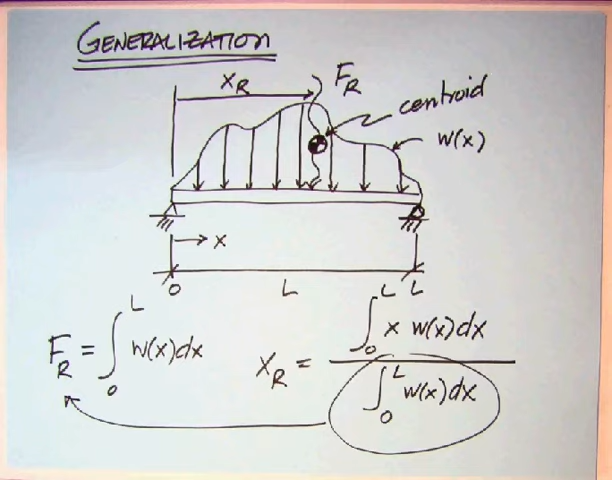 GENERALIZATION
X_R
F_R
centroid
W(x)
x
0 L L
F_R = ∫_0^L W(x)dx
X_R = ∫_0^L x W(x)dx / ∫_0^L W(x)dx